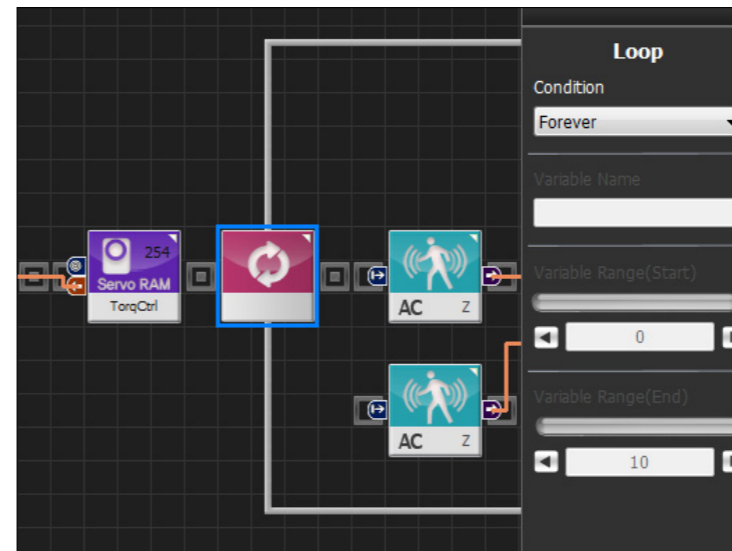 Loop
Condition
Forever
Variable Name
254
Servo RAM
TorqCtrl
Variable Range(Start)
AC Z
0
Variable Range(End)
AC Z
10